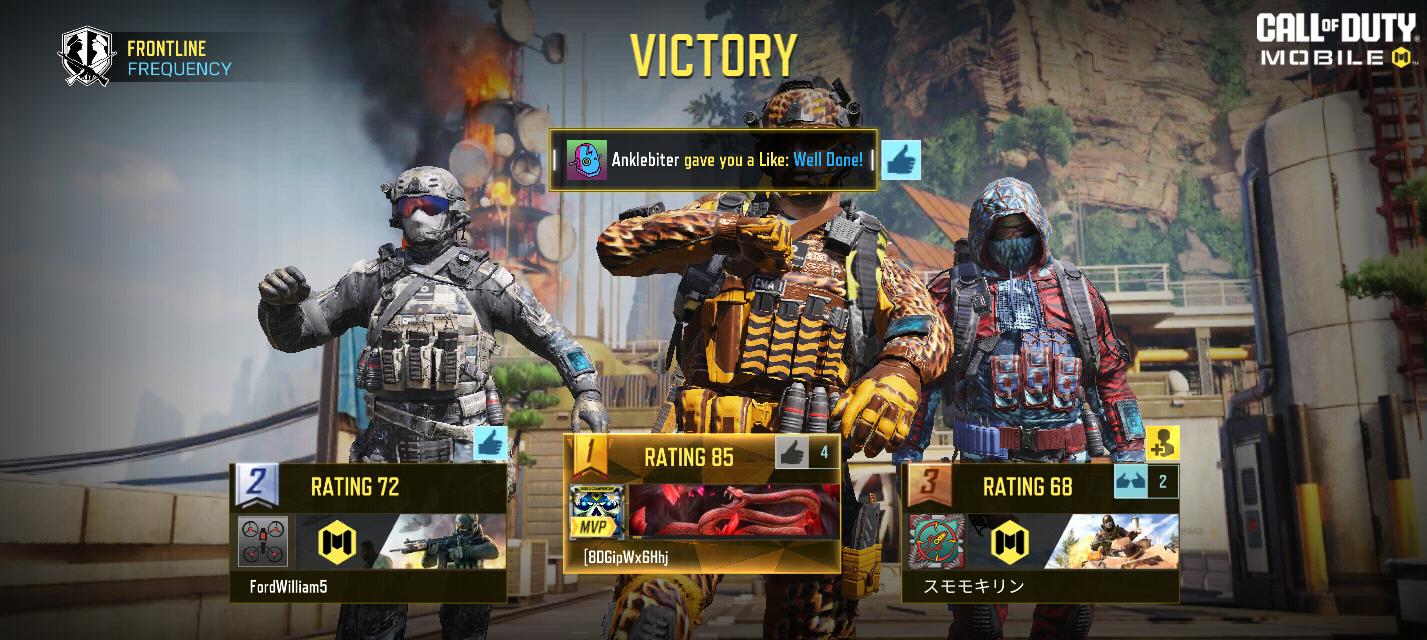 FRONTLINE
FREQUENCY
VICTORY
CALL OF DUTY
MOBILE
Anklebiter gave you a Like: Well Done!
2
RATING 72
FordWilliam5
1
RATING 85
4
MVP
[8DGipWx6Hhj
3
RATING 68
2
スモモキリン